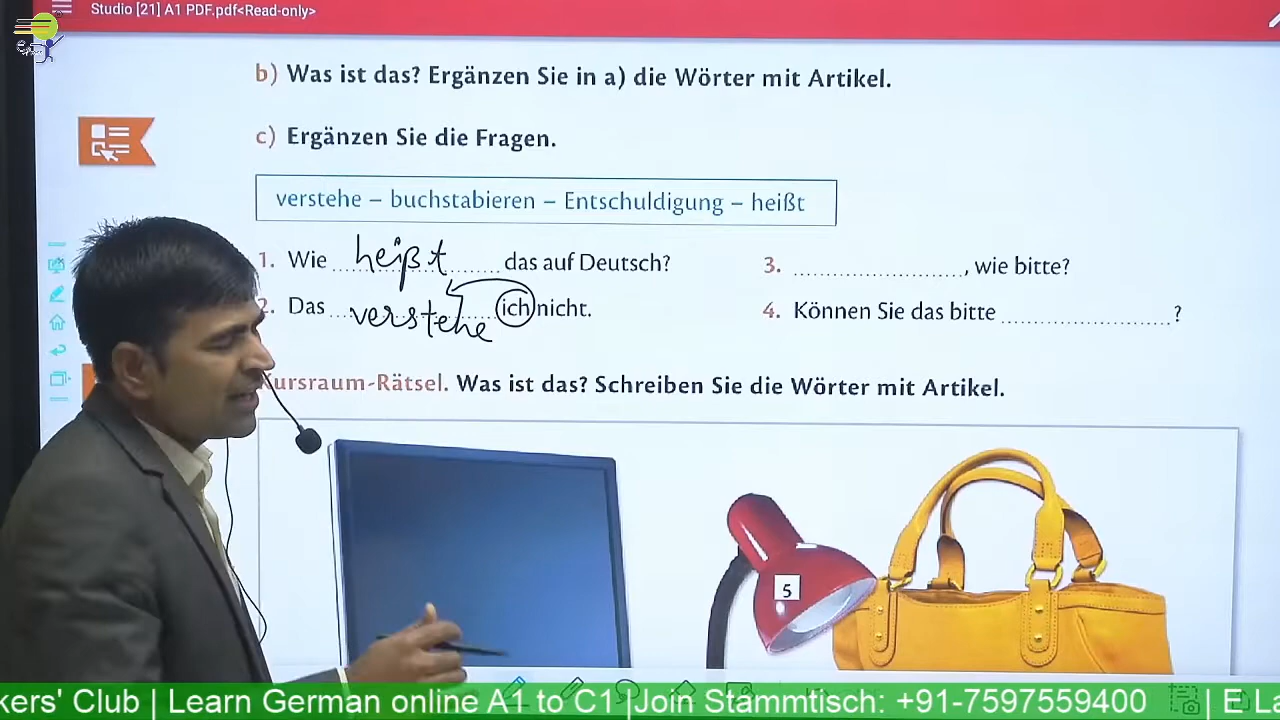 Studio [21] A1 PDF.pdf<Read-only>
b) Was ist das? Ergänzen Sie in a) die Wörter mit Artikel.
c) Ergänzen Sie die Fragen.
verstehe – buchstabieren – Entschuldigung – heißt
1. Wie heißt das auf Deutsch?
2. Das verstehe ich nicht.
3. ........................, wie bitte?
4. Können Sie das bitte ........................?
Kursraum-Rätsel. Was ist das? Schreiben Sie die Wörter mit Artikel.
5
kers' Club | Learn German online A1 to C1 |Join Stammtisch: +91-7597559400 | E La